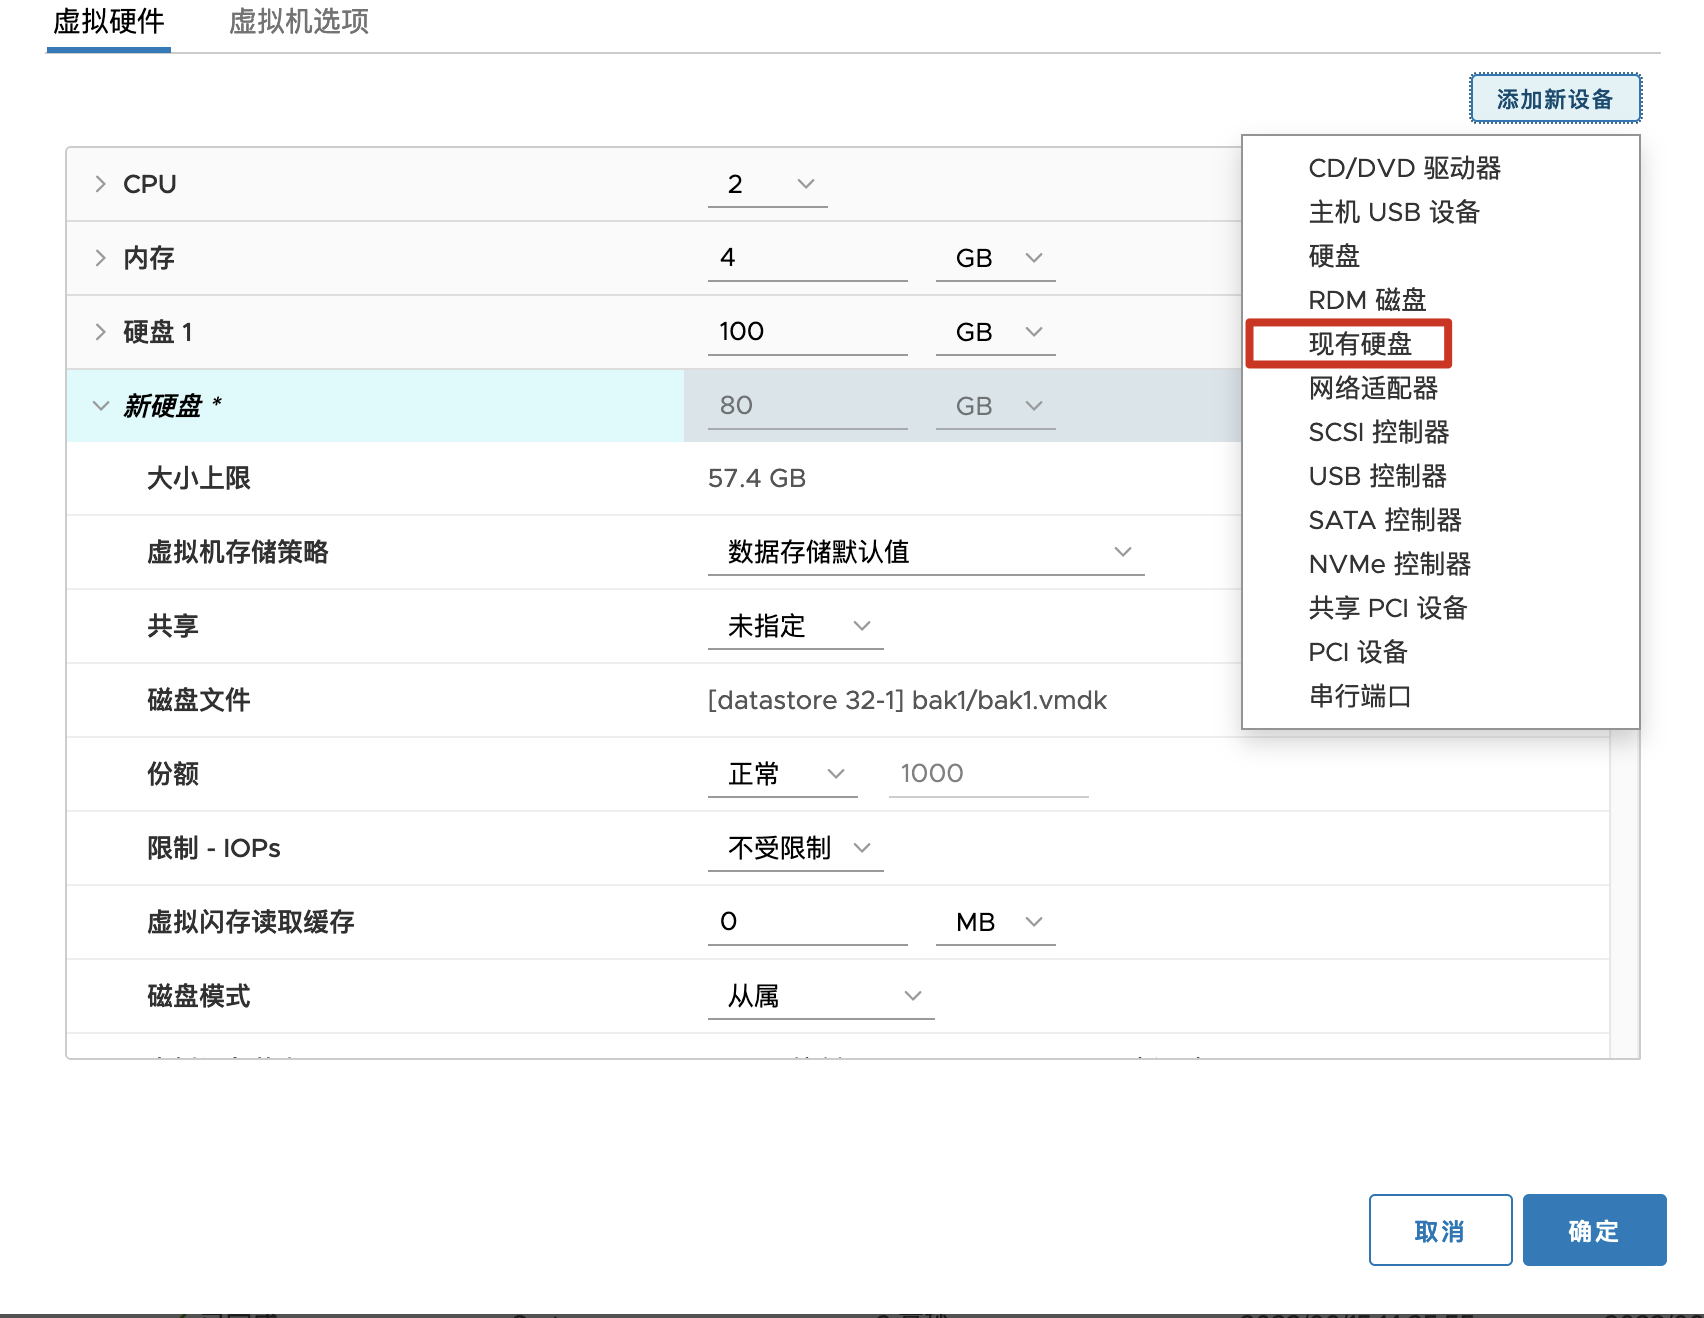 虚拟硬件 虚拟机选项
添加新设备
CPU 2
内存 4 GB
硬盘 1 100 GB
新硬盘 * 80 GB
大小上限 57.4 GB
虚拟机存储策略 数据存储默认值
共享 未指定
磁盘文件 [datastore 32-1] bak1/bak1.vmdk
份额 正常 1000
限制 - IOPs 不受限制
虚拟闪存读取缓存 0 MB
磁盘模式 从属
CD/DVD 驱动器
主机 USB 设备
硬盘
RDM 磁盘
现有硬盘
网络适配器
SCSI 控制器
USB 控制器
SATA 控制器
NVMe 控制器
共享 PCI 设备
PCI 设备
串行端口
取消 确定